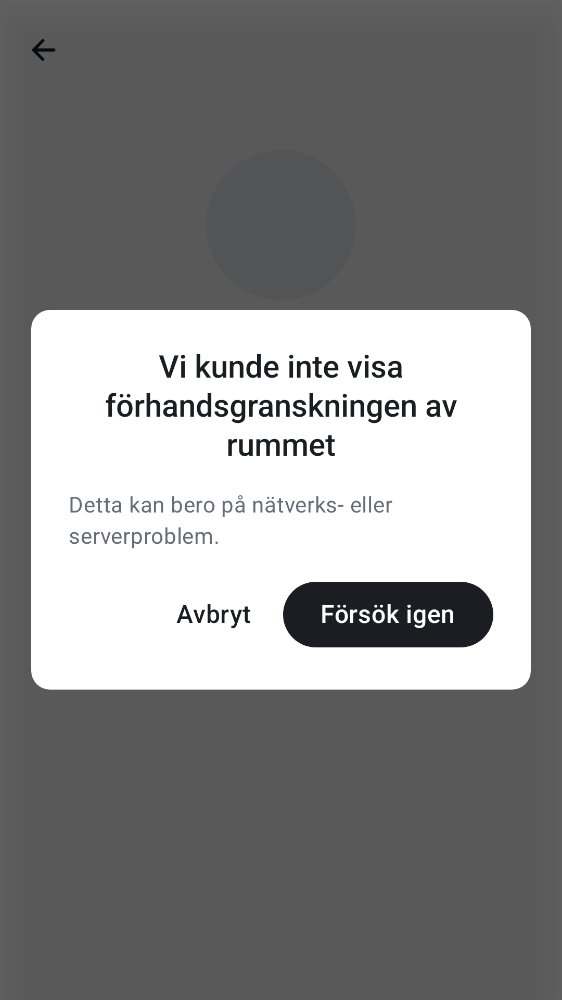 Vi kunde inte visa
förhandsgranskningen av
rummet
Detta kan bero på nätverks- eller
serverproblem.
Avbryt
Försök igen